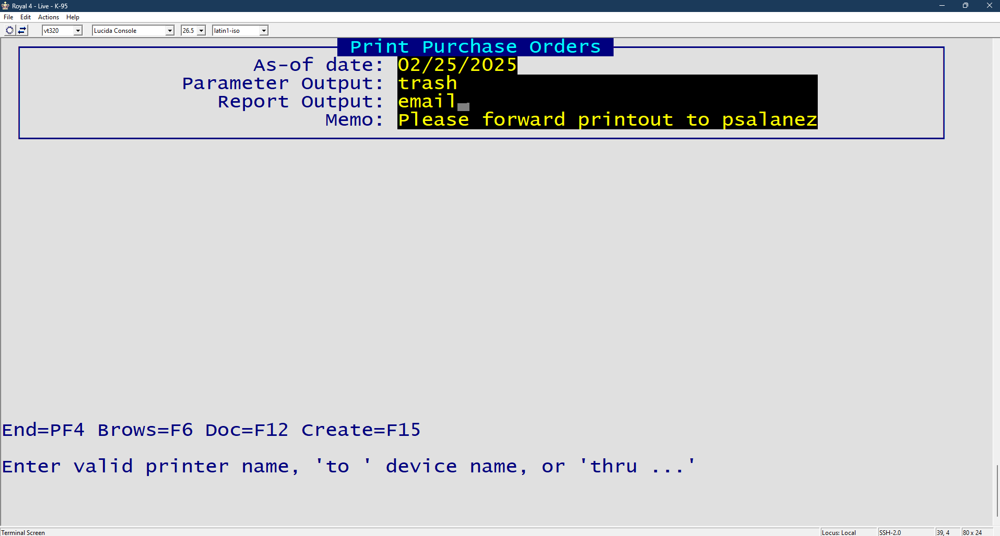 Royal 4 - Live - K-95
File Edit Actions Help
vt320 Lucida Console 26.5 latin1-iso
Print Purchase Orders
As-of date: 02/25/2025
Parameter Output: trash
Report Output: email
Memo: Please forward printout to psalanez
End=PF4 Brows=F6 Doc=F12 Create=F15
Enter valid printer name, 'to ' device name, or 'thru ...'
Terminal Screen Locus: Local SSH-2.0 39, 4 80 x 24